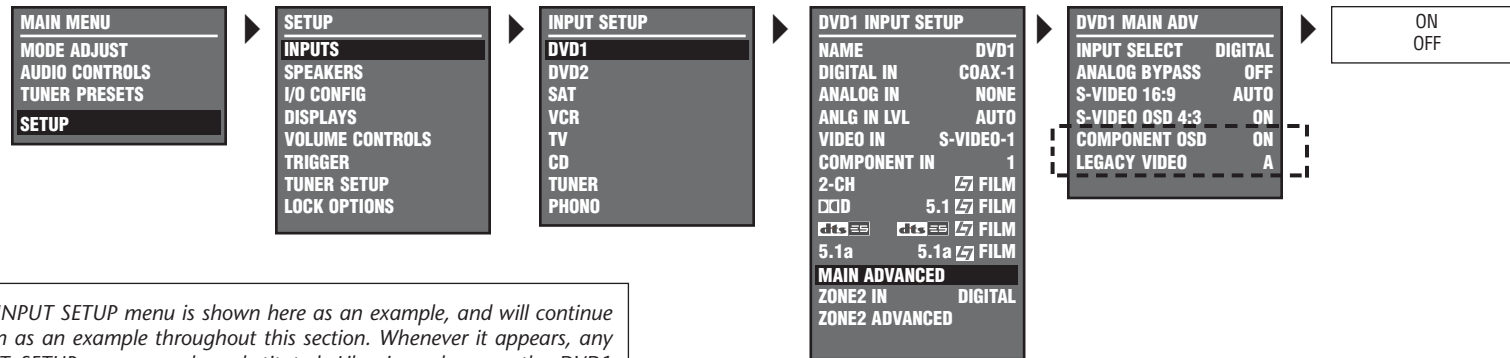 MAIN MENU
MODE ADJUST
AUDIO CONTROLS
TUNER PRESETS
SETUP
SETUP
INPUTS
SPEAKERS
I/O CONFIG
DISPLAYS
VOLUME CONTROLS
TRIGGER
TUNER SETUP
LOCK OPTIONS
INPUT SETUP
DVD1
DVD2
SAT
VCR
TV
CD
TUNER
PHONO
DVD1 INPUT SETUP
NAME DVD1
DIGITAL IN COAX-1
ANALOG IN NONE
ANLG IN LVL AUTO
VIDEO IN S-VIDEO-1
COMPONENT IN 1
2-CH FILM
D 5.1 FILM
dts ES dts ES FILM
5.1a 5.1a FILM
MAIN ADVANCED
ZONE2 IN DIGITAL
ZONE2 ADVANCED
DVD1 MAIN ADV
INPUT SELECT DIGITAL
ANALOG BYPASS OFF
S-VIDEO 16:9 AUTO
S-VIDEO OSD 4:3 ON
COMPONENT OSD ON
LEGACY VIDEO A
ON
OFF
INPUT SETUP menu is shown here as an example, and will continue
as an example throughout this section. Whenever it appears, any